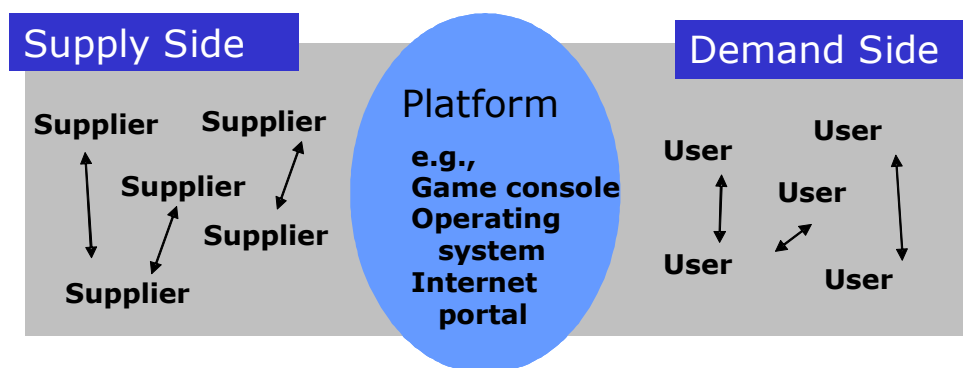 Supply Side
Supplier
Supplier
Supplier
Supplier
Supplier
Platform
e.g.,
Game console
Operating
system
Internet
portal
Demand Side
User
User
User
User
User